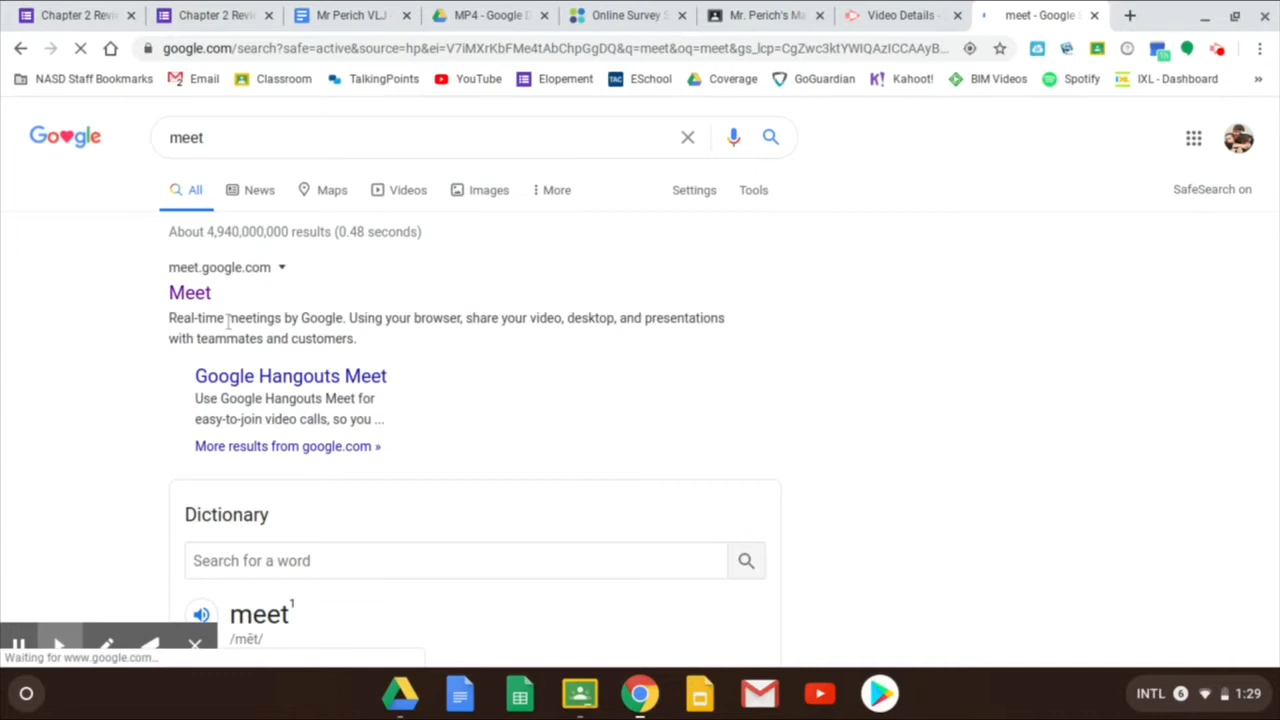 Chapter 2 Revi
Chapter 2 Revi
Mr Perich VLJ -
MP4 - Google D
Online Survey S
Mr. Perich's Ma
Video Details -
meet - Google S
google.com/search?safe=active&source=hp&ei=V7iMXrKbFMe4tAbChpGgDQ&q=meet&oq=meet&gs_lcp=CgZwc3ktYWIQAzICCAAyB...
NASD Staff Bookmarks
Email
Classroom
TalkingPoints
YouTube
Elopement
TAC
ESchool
Coverage
GoGuardian
Kahoot!
BIM Videos
Spotify
IXL - Dashboard
»
Google
meet
All
News
Maps
Videos
Images
More
Settings
Tools
SafeSearch on
About 4,940,000,000 results (0.48 seconds)
meet.google.com
Meet
Real-time meetings by Google. Using your browser, share your video, desktop, and presentations
with teammates and customers.
Google Hangouts Meet
Use Google Hangouts Meet for
easy-to-join video calls, so you ...
More results from google.com »
Dictionary
Search for a word
meet1
/mēt/
Waiting for www.google.com...
INTL 6 1:29